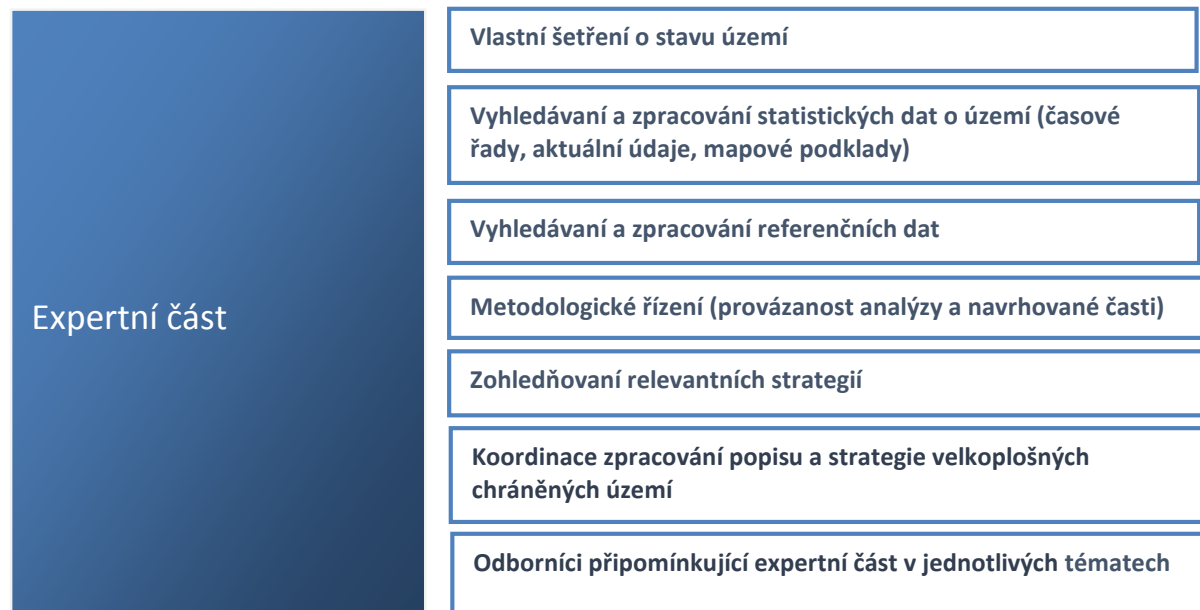 Expertní část
Vlastní šetření o stavu území
Vyhledávaní a zpracování statistických dat o území (časové
řady, aktuální údaje, mapové podklady)
Vyhledávaní a zpracování referenčních dat
Metodologické řízení (provázanost analýzy a navrhované časti)
Zohledňovaní relevantních strategií
Koordinace zpracování popisu a strategie velkoplošných
chráněných území
Odborníci připomínkující expertní část v jednotlivých tématech